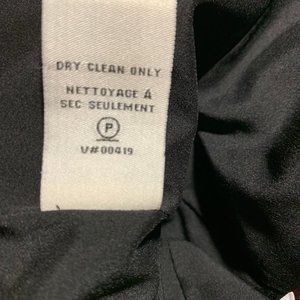 DRY CLEAN ONLY
NETTOYAGE À
SEC SEULEMENT
P
V#00419